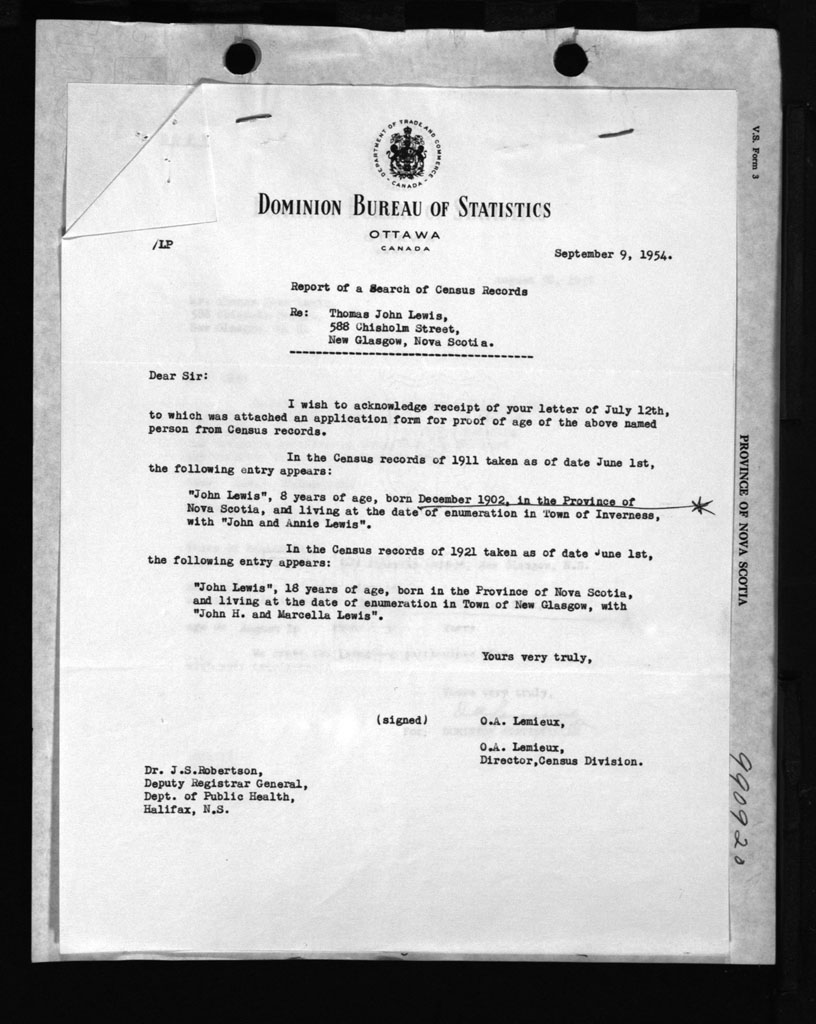 V.S. Form 3
DEPARTMENT OF TRADE AND COMMERCE
- CANADA -
DOMINION BUREAU OF STATISTICS
OTTAWA
CANADA
/LP
September 9, 1954.
Report of a Search of Census Records
Re: Thomas John Lewis,
588 Chisholm Street,
New Glasgow, Nova Scotia.
-----------------------------------
Dear Sir:
I wish to acknowledge receipt of your letter of July 12th,
to which was attached an application form for proof of age of the above named
person from Census records.
In the Census records of 1911 taken as of date June 1st,
the following entry appears:
"John Lewis", 8 years of age, born December 1902, in the Province of
Nova Scotia, and living at the date of enumeration in Town of Inverness,
with "John and Annie Lewis".
In the Census records of 1921 taken as of date June 1st,
the following entry appears:
"John Lewis", 18 years of age, born in the Province of Nova Scotia,
and living at the date of enumeration in Town of New Glasgow, with
"John H. and Marcella Lewis".
Yours very truly,
(signed) O.A. Lemieux,
O.A. Lemieux,
Director,Census Division.
Dr. J.S.Robertson,
Deputy Registrar General,
Dept. of Public Health,
Halifax, N.S.
PROVINCE OF NOVA SCOTIA
990920